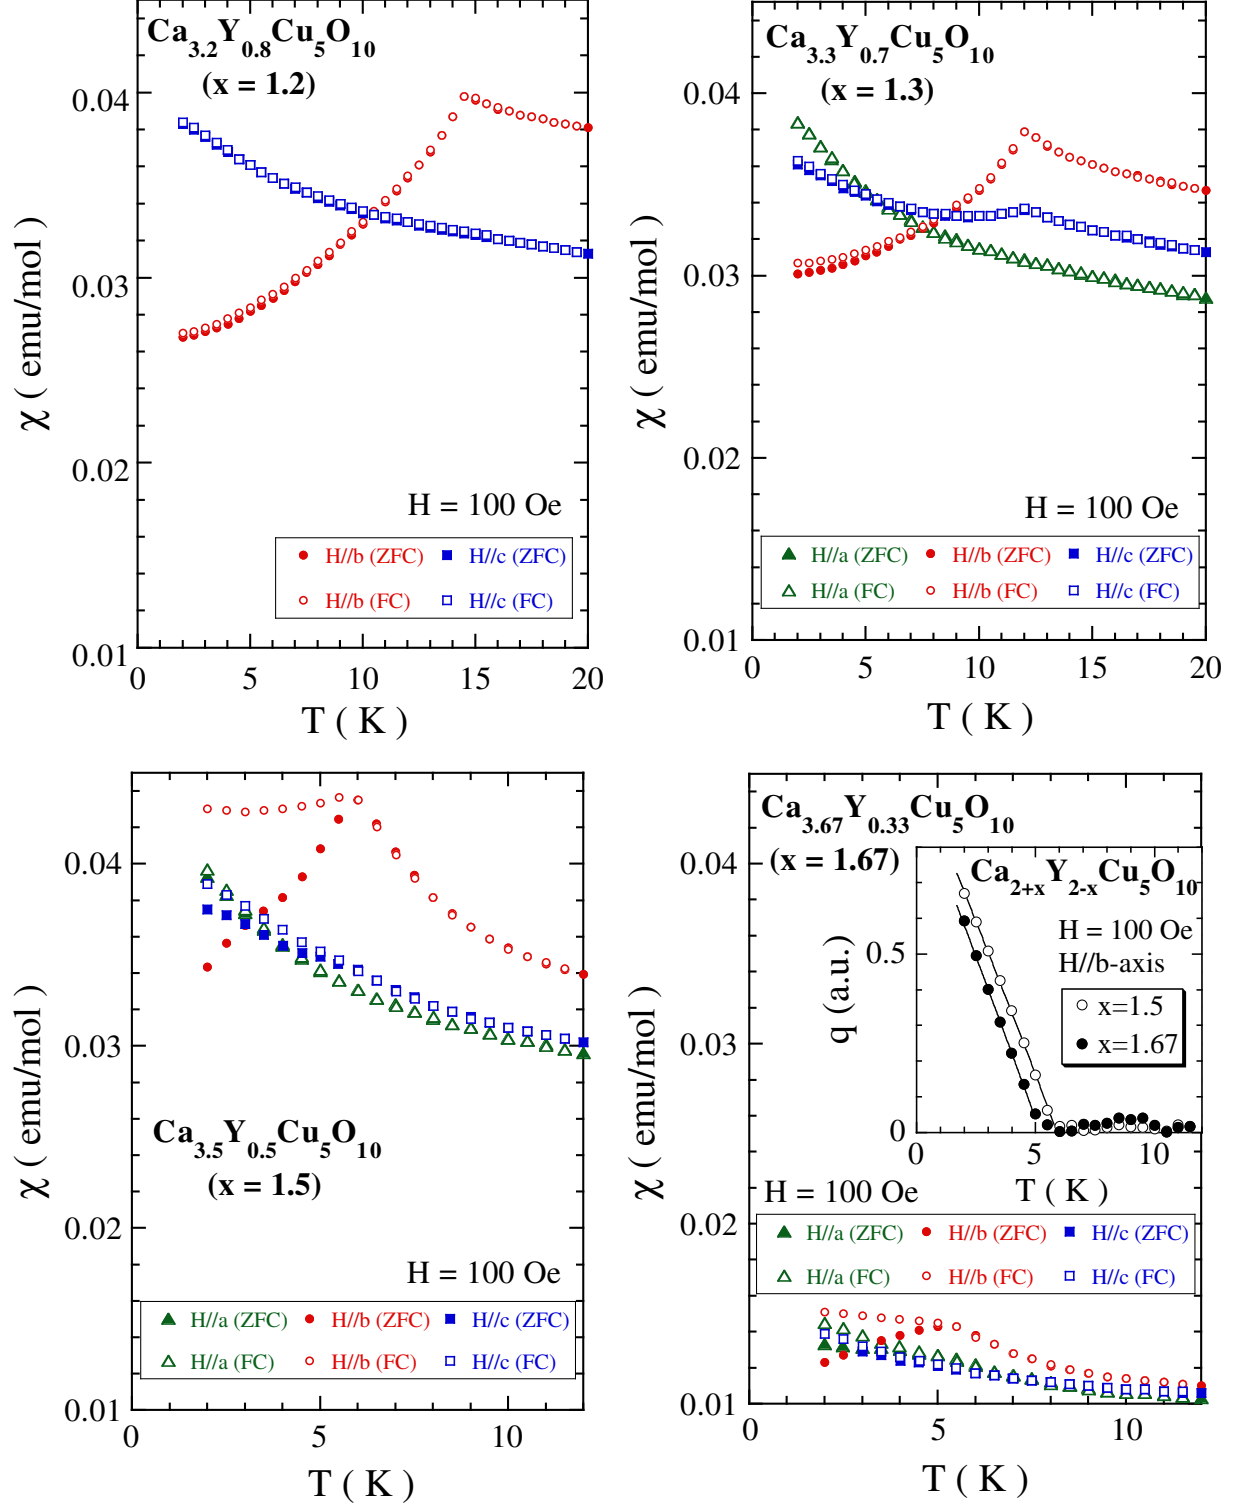 Ca3.2Y0.8Cu5O10
(x = 1.2)
0.04
0.03
0.02
0.01
χ ( emu/mol )
H = 100 Oe
H//b (ZFC) H//c (ZFC)
H//b (FC) H//c (FC)
0 5 10 15 20
T ( K )
Ca3.3Y0.7Cu5O10
(x = 1.3)
0.04
0.03
0.02
0.01
χ ( emu/mol )
H = 100 Oe
H//a (ZFC) H//b (ZFC) H//c (ZFC)
H//a (FC) H//b (FC) H//c (FC)
0 5 10 15 20
T ( K )
0.04
0.03
0.02
0.01
χ ( emu/mol )
Ca3.5Y0.5Cu5O10
(x = 1.5)
H = 100 Oe
H//a (ZFC) H//b (ZFC) H//c (ZFC)
H//a (FC) H//b (FC) H//c (FC)
0 5 10
T ( K )
Ca3.67Y0.33Cu5O10
(x = 1.67)
0.04
0.03
0.02
0.01
χ ( emu/mol )
Ca2+xY2-xCu5O10
H = 100 Oe
H//b-axis
x=1.5
x=1.67
q (a.u.)
0.5
0
0 5 10
T ( K )
H = 100 Oe
H//a (ZFC) H//b (ZFC) H//c (ZFC)
H//a (FC) H//b (FC) H//c (FC)
0 5 10
T ( K )